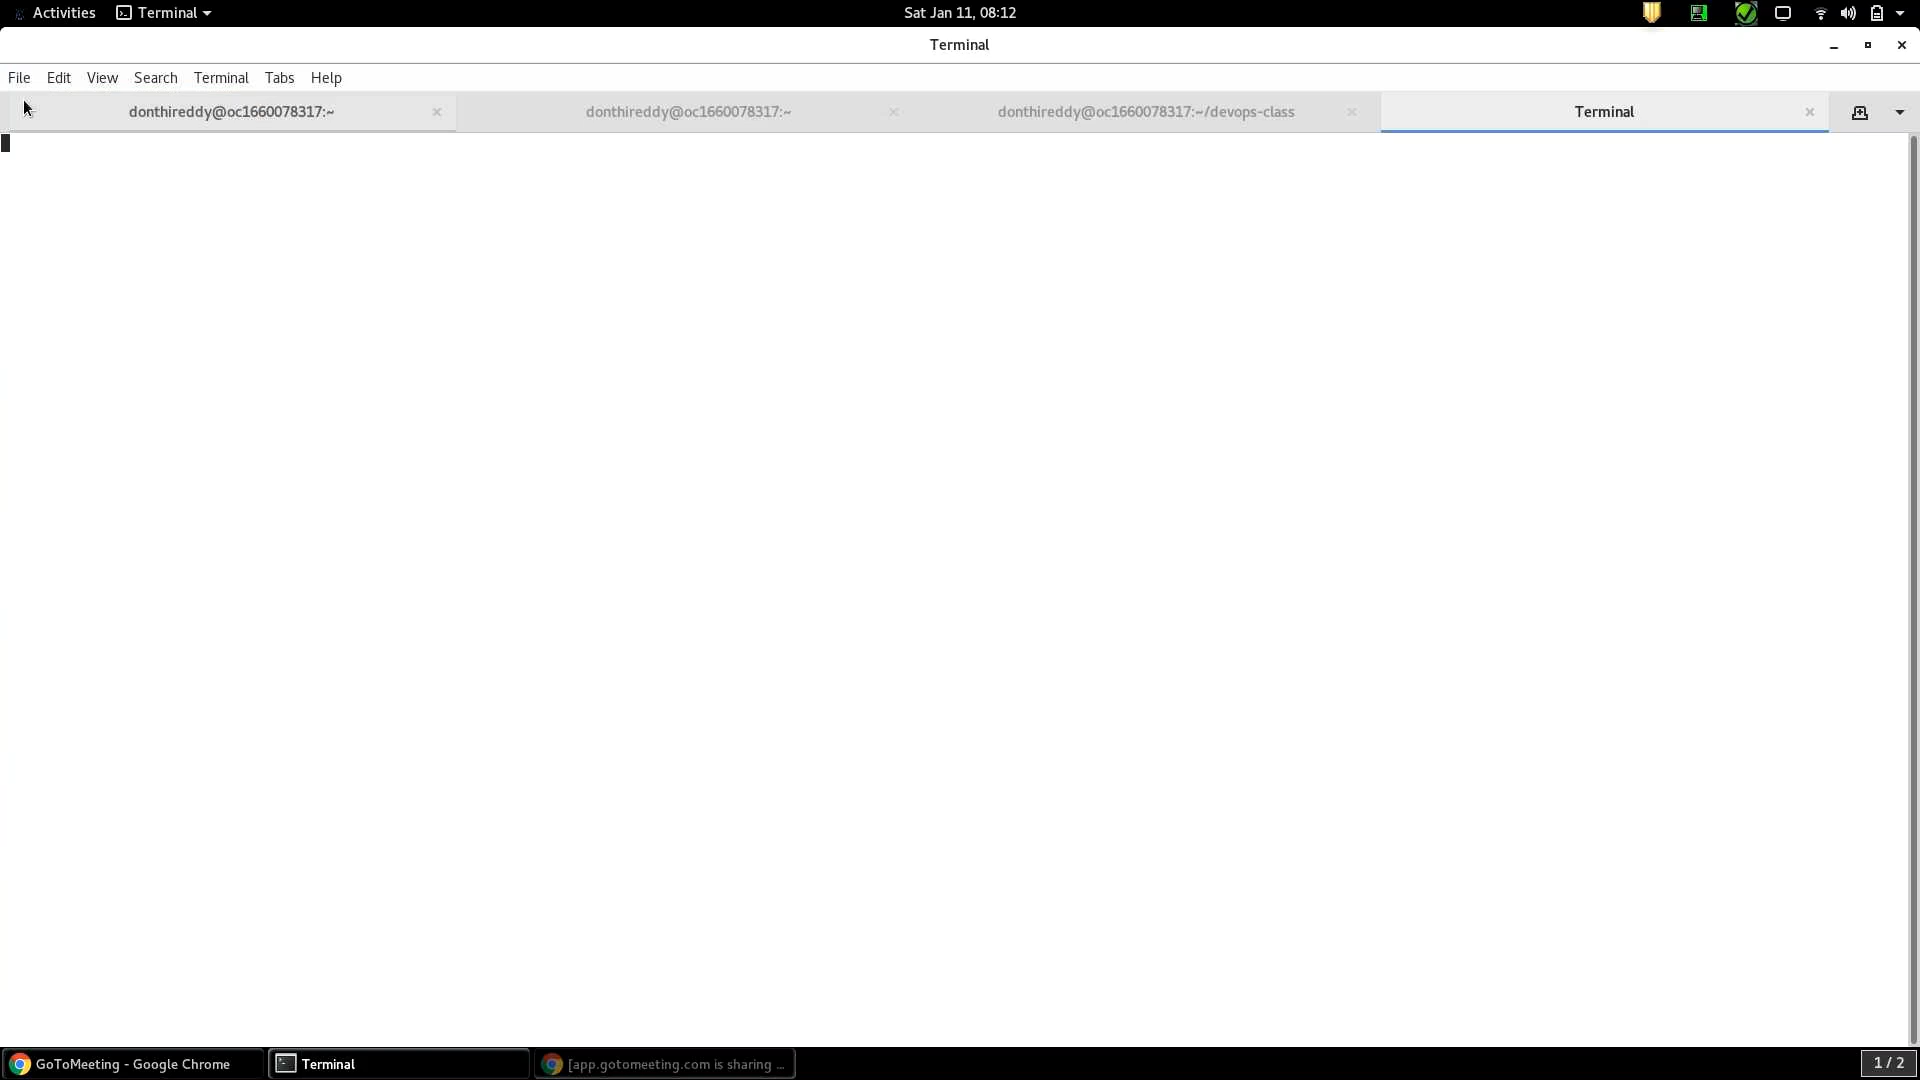 Activities Terminal Sat Jan 11, 08:12
Terminal
File Edit View Search Terminal Tabs Help
donthireddy@oc1660078317:~ donthireddy@oc1660078317:~ donthireddy@oc1660078317:~/devops-class Terminal
GoToMeeting - Google Chrome Terminal [app.gotomeeting.com is sharing ... 1 / 2